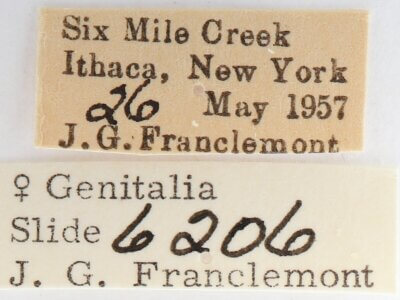 Six Mile Creek
Ithaca, New York
26 May 1957
J. G. Franclemont
♀ Genitalia
Slide 6206
J. G. Franclemont